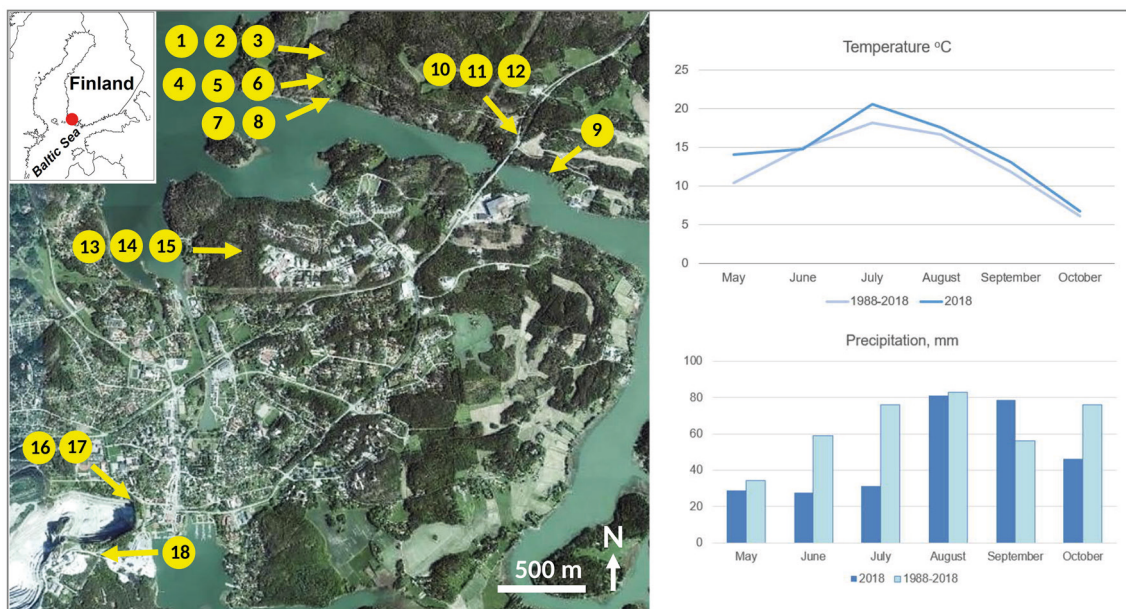 Finland
Baltic Sea
1 2 3
4 5 6
7 8
10 11 12
9
13 14 15
16 17
18
500 m
N
Temperature ºC
25
20
15
10
5
0
May June July August September October
1988-2018 2018
Precipitation, mm
100
80
60
40
20
0
May June July August September October
2018 1988-2018